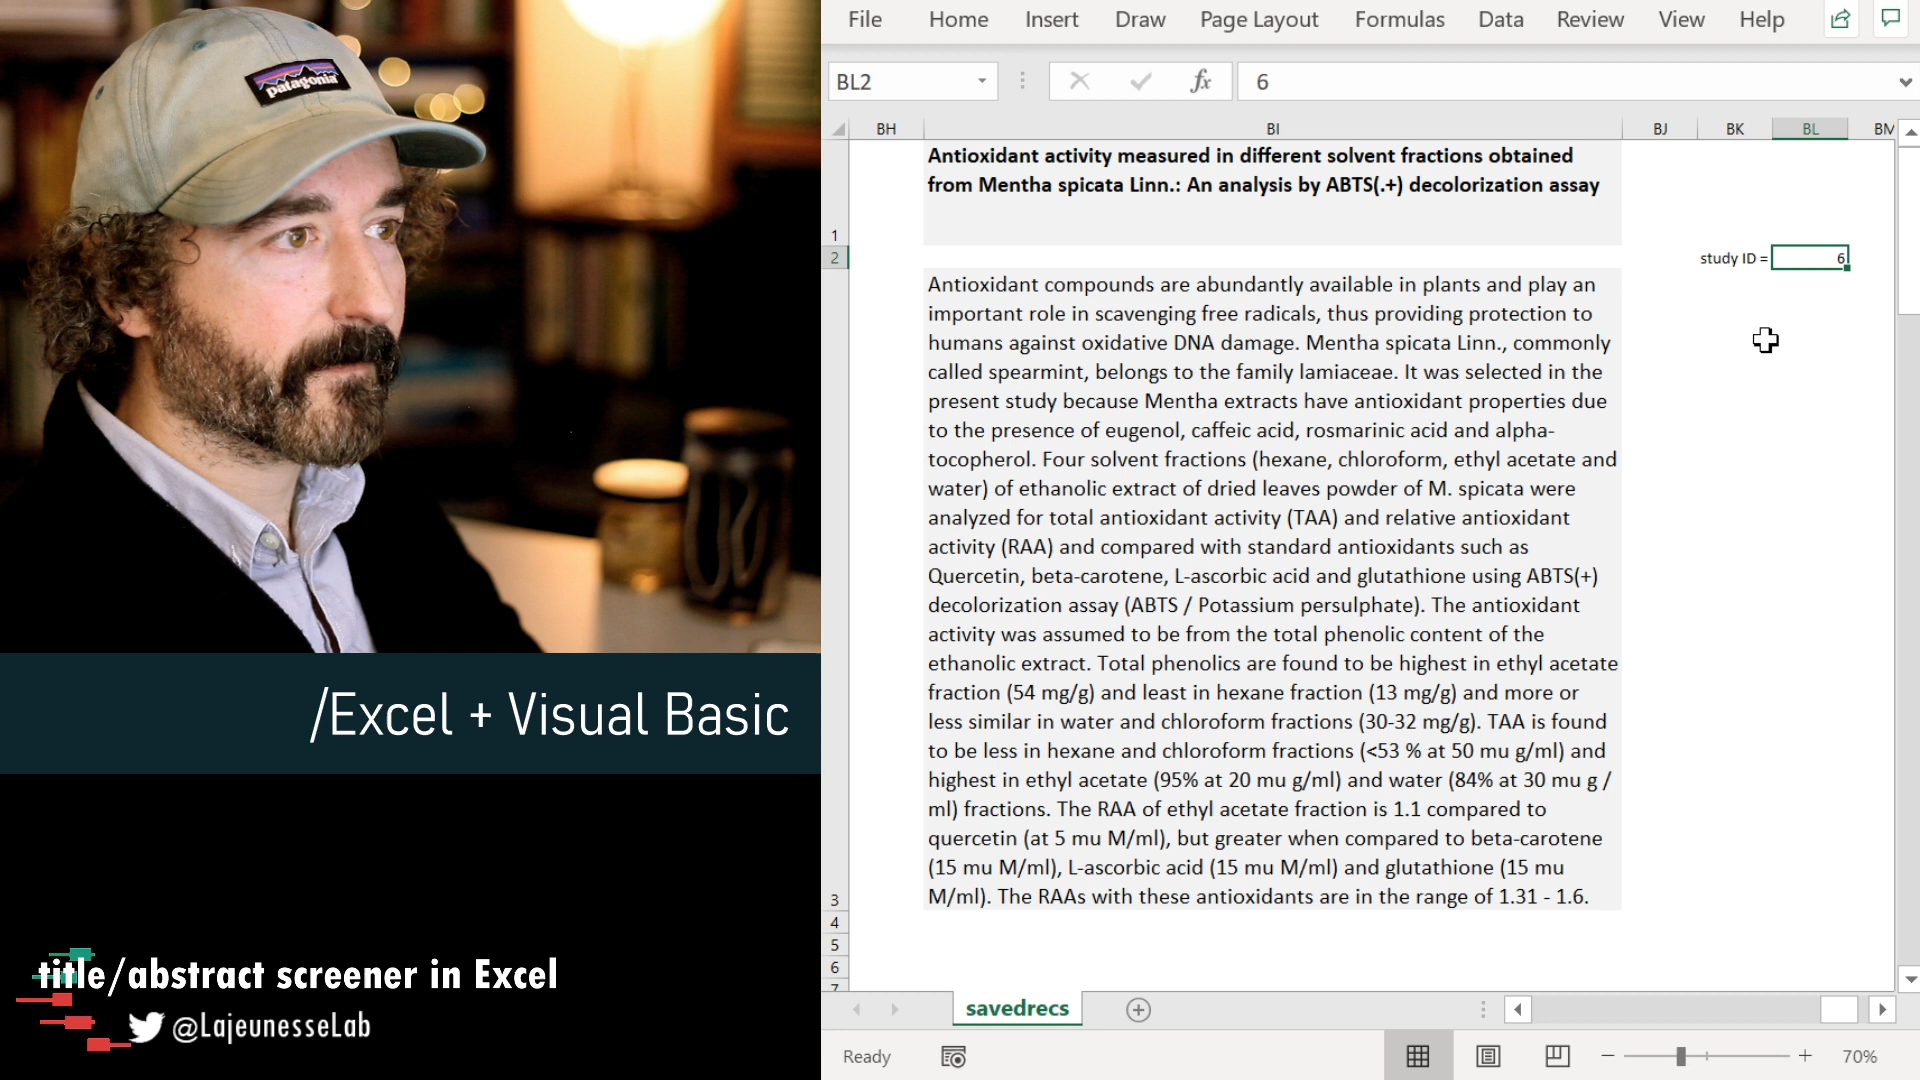 patagonia
/Excel + Visual Basic
title/abstract screener in Excel
@LajeunesseLab
File Home Insert Draw Page Layout Formulas Data Review View Help
BL2 fx 6
BH BI BJ BK BL BM
Antioxidant activity measured in different solvent fractions obtained
from Mentha spicata Linn.: An analysis by ABTS(.+) decolorization assay
1
2 study ID = 6
Antioxidant compounds are abundantly available in plants and play an
important role in scavenging free radicals, thus providing protection to
humans against oxidative DNA damage. Mentha spicata Linn., commonly
called spearmint, belongs to the family lamiaceae. It was selected in the
present study because Mentha extracts have antioxidant properties due
to the presence of eugenol, caffeic acid, rosmarinic acid and alpha-
tocopherol. Four solvent fractions (hexane, chloroform, ethyl acetate and
water) of ethanolic extract of dried leaves powder of M. spicata were
analyzed for total antioxidant activity (TAA) and relative antioxidant
activity (RAA) and compared with standard antioxidants such as
Quercetin, beta-carotene, L-ascorbic acid and glutathione using ABTS(+)
decolorization assay (ABTS / Potassium persulphate). The antioxidant
activity was assumed to be from the total phenolic content of the
ethanolic extract. Total phenolics are found to be highest in ethyl acetate
fraction (54 mg/g) and least in hexane fraction (13 mg/g) and more or
less similar in water and chloroform fractions (30-32 mg/g). TAA is found
to be less in hexane and chloroform fractions (<53 % at 50 mu g/ml) and
highest in ethyl acetate (95% at 20 mu g/ml) and water (84% at 30 mu g /
ml) fractions. The RAA of ethyl acetate fraction is 1.1 compared to
quercetin (at 5 mu M/ml), but greater when compared to beta-carotene
(15 mu M/ml), L-ascorbic acid (15 mu M/ml) and glutathione (15 mu
M/ml). The RAAs with these antioxidants are in the range of 1.31 - 1.6.
3
4
5
6
7
savedrecs
Ready 70%